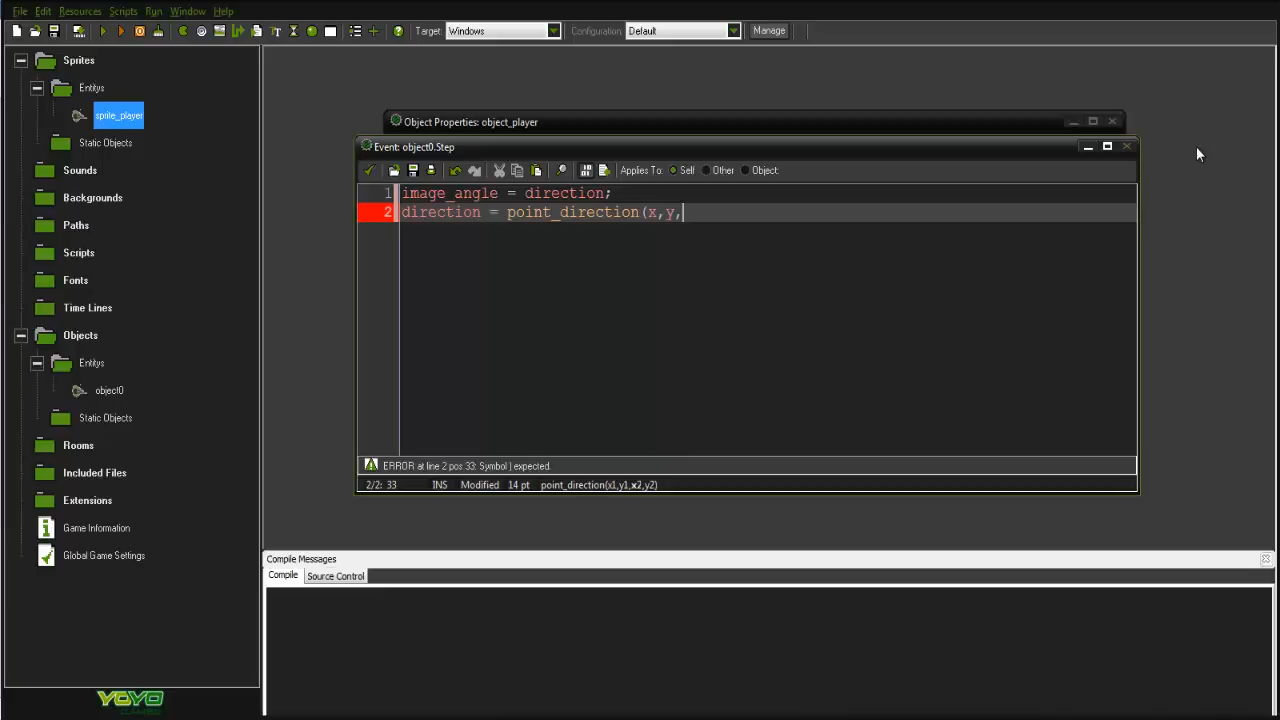 File Edit Resources Scripts Run Window Help
Target: Windows Configuration: Default Manage
Sprites
Entitys
sprite_player
Static Objects
Sounds
Backgrounds
Paths
Scripts
Fonts
Time Lines
Objects
Entitys
object0
Static Objects
Rooms
Included Files
Extensions
Game Information
Global Game Settings
YOYO
GAMES
Object Properties: object_player
Event: object0.Step
Applies To: Self Other Object:
1 image_angle = direction;
2 direction = point_direction(x,y,
ERROR at line 2 pos 33: Symbol ) expected.
2/2: 33 INS Modified 14 pt point_direction(x1,y1,x2,y2)
Compile Messages
Compile Source Control